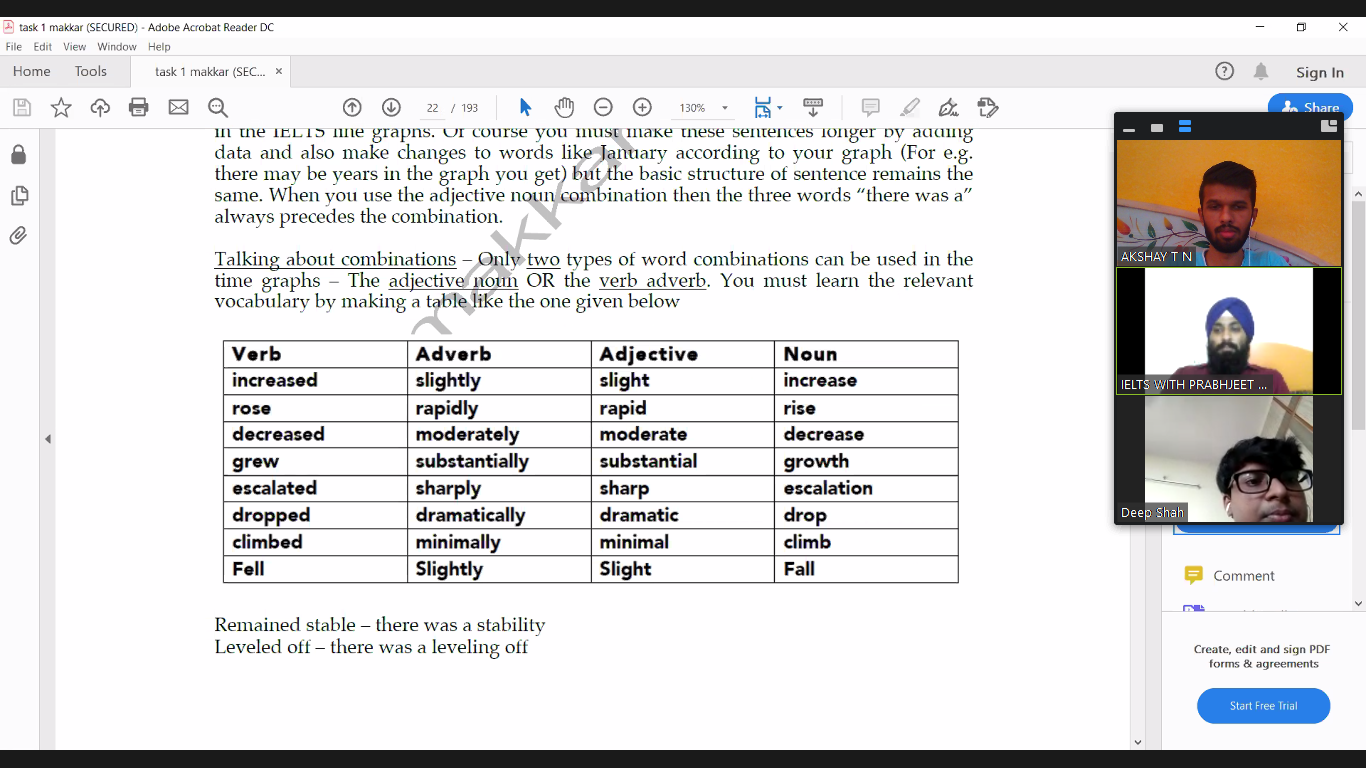 task 1 makkar (SECURED) - Adobe Acrobat Reader DC
File Edit View Window Help
Home Tools task 1 makkar (SEC... × Sign In
22 / 193 130% Share
in the IELTS line graphs. Of course you must make these sentences longer by adding
data and also make changes to words like January according to your graph (For e.g.
there may be years in the graph you get) but the basic structure of sentence remains the
same. When you use the adjective noun combination then the three words “there was a”
always precedes the combination.
Talking about combinations – Only two types of word combinations can be used in the
time graphs – The adjective noun OR the verb adverb. You must learn the relevant
vocabulary by making a table like the one given below
makkar
Verb Adverb Adjective Noun
increased slightly slight increase
rose rapidly rapid rise
decreased moderately moderate decrease
grew substantially substantial growth
escalated sharply sharp escalation
dropped dramatically dramatic drop
climbed minimally minimal climb
Fell Slightly Slight Fall
Remained stable – there was a stability
Leveled off – there was a leveling off
AKSHAY T N
IELTS WITH PRABHJEET ...
Deep Shah
Comment
Create, edit and sign PDF
forms & agreements
Start Free Trial